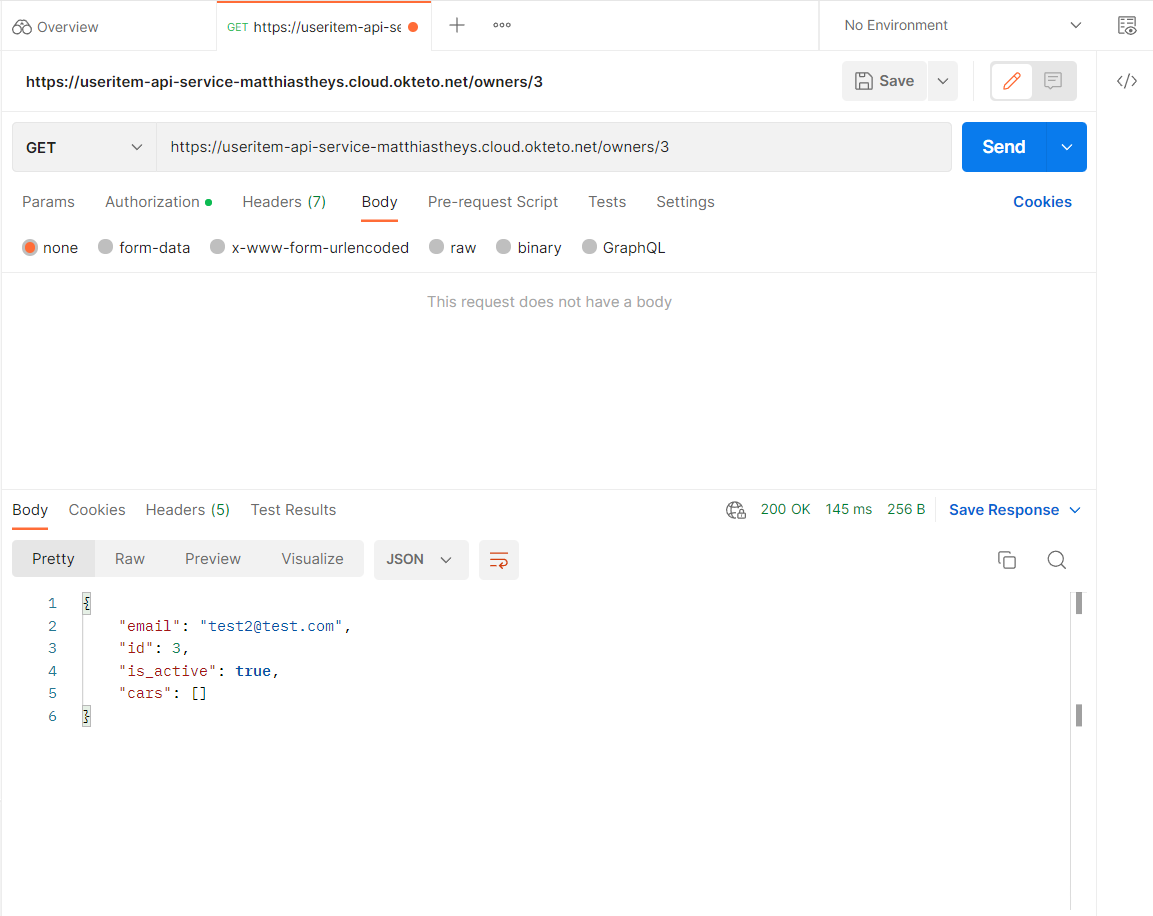 Overview
GET https://useritem-api-se
No Environment
https://useritem-api-service-matthiastheys.cloud.okteto.net/owners/3
Save
GET
https://useritem-api-service-matthiastheys.cloud.okteto.net/owners/3
Send
Params Authorization Headers (7) Body Pre-request Script Tests Settings Cookies
none form-data x-www-form-urlencoded raw binary GraphQL
This request does not have a body
Body Cookies Headers (5) Test Results 200 OK 145 ms 256 B Save Response
Pretty Raw Preview Visualize JSON
1 {
2 "email": "test2@test.com",
3 "id": 3,
4 "is_active": true,
5 "cars": []
6 }